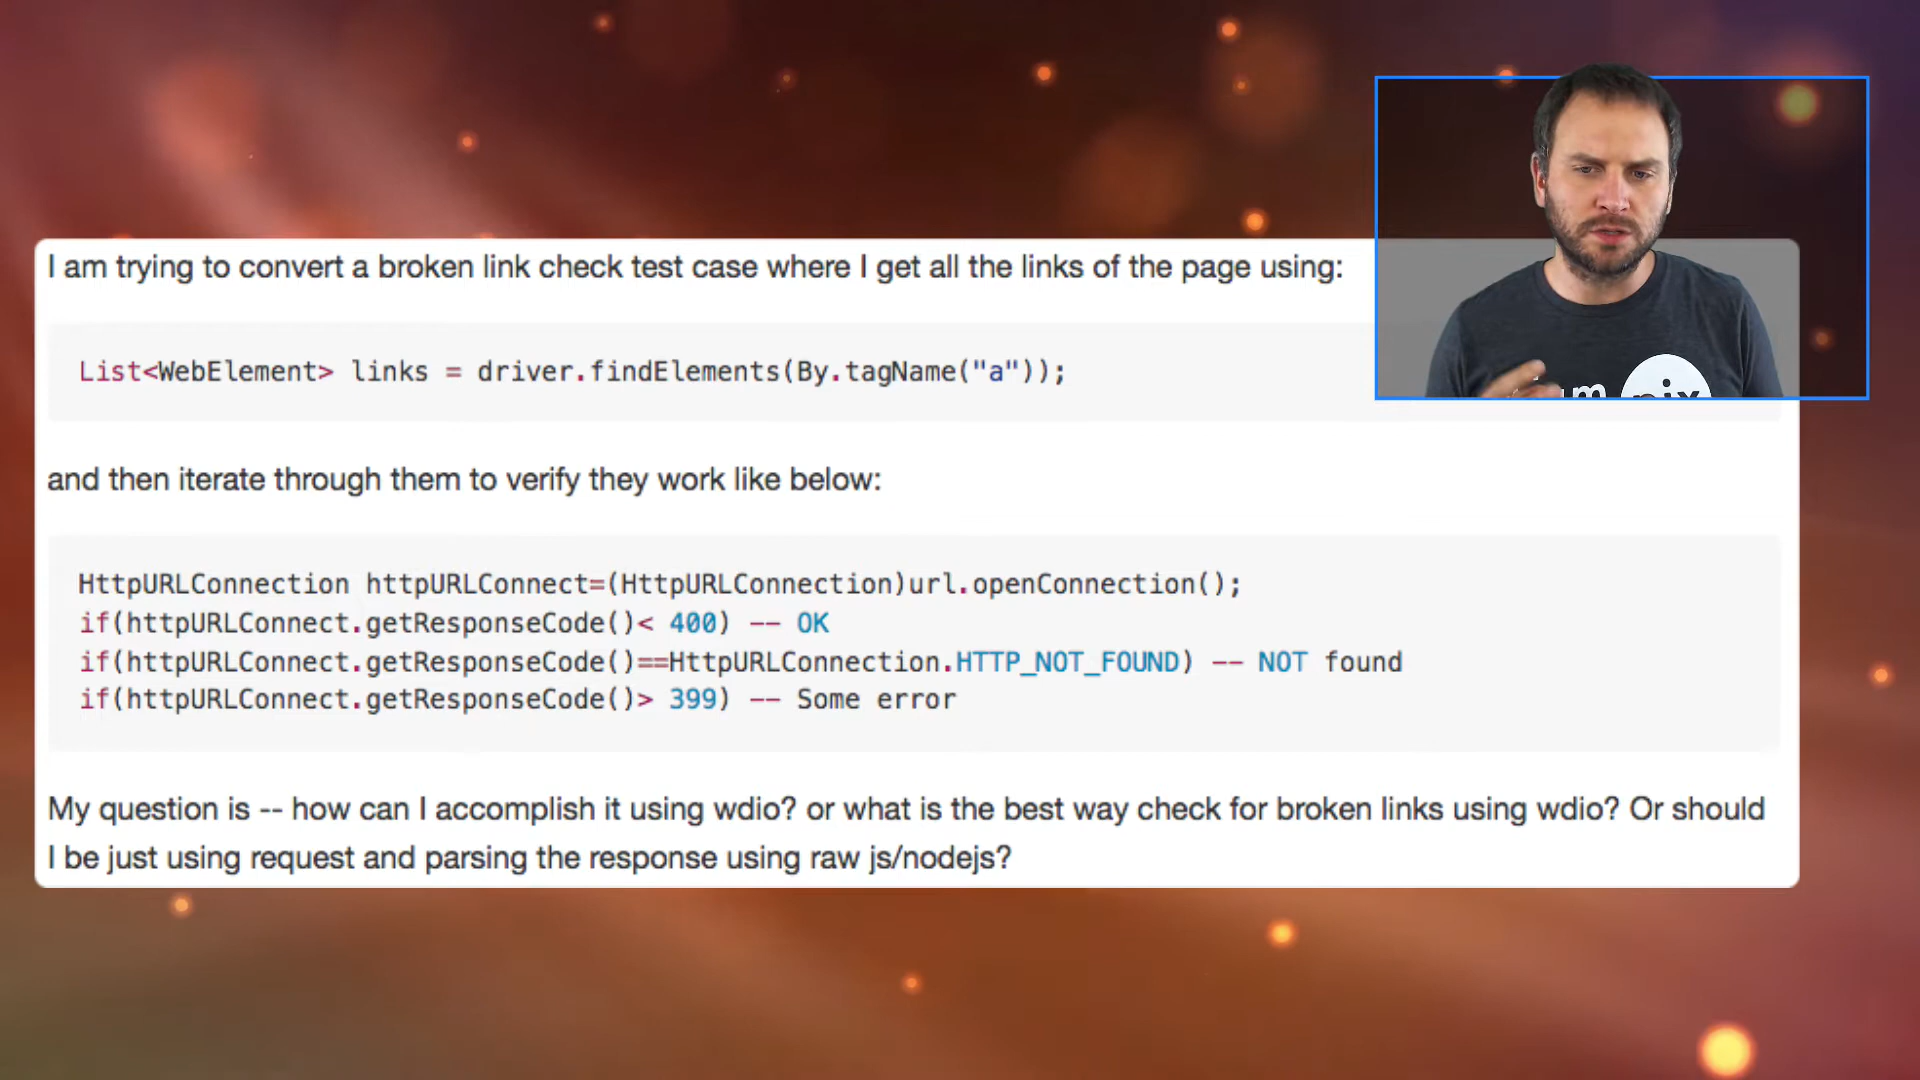 I am trying to convert a broken link check test case where I get all the links of the page using:
List<WebElement> links = driver.findElements(By.tagName("a"));
and then iterate through them to verify they work like below:
HttpURLConnection httpURLConnect=(HttpURLConnection)url.openConnection();
if(httpURLConnect.getResponseCode()< 400) -- OK
if(httpURLConnect.getResponseCode()==HttpURLConnection.HTTP_NOT_FOUND) -- NOT found
if(httpURLConnect.getResponseCode()> 399) -- Some error
My question is -- how can I accomplish it using wdio? or what is the best way check for broken links using wdio? Or should
I be just using request and parsing the response using raw js/nodejs?